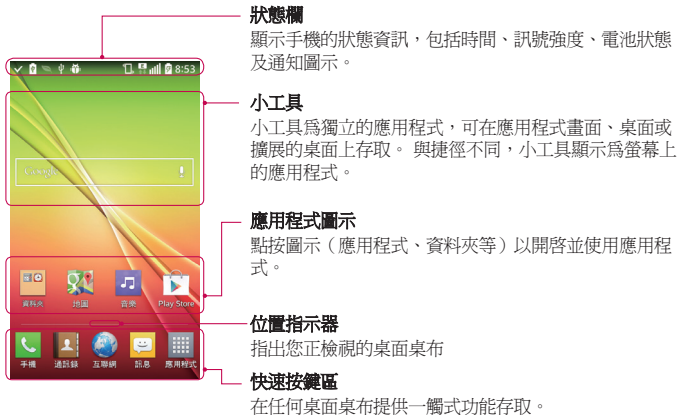 狀態欄
顯示手機的狀態資訊，包括時間、訊號強度、電池狀態
及通知圖示。
8:53
小工具
小工具爲獨立的應用程式，可在應用程式畫面、桌面或
擴展的桌面上存取。 與捷徑不同，小工具顯示爲螢幕上
的應用程式。
Google
應用程式圖示
點按圖示（應用程式、資料夾等）以開啓並使用應用程
式。
資料夾 地圖 音樂 Play Store
位置指示器
指出您正檢視的桌面桌布
手機 通訊錄 互聯網 訊息 應用程式
快速按鍵區
在任何桌面桌布提供一觸式功能存取。